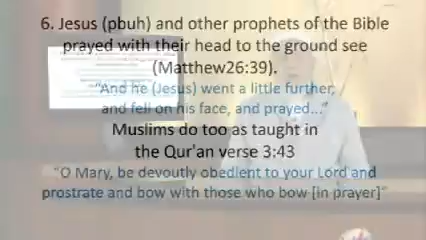 6. Jesus (pbuh) and other prophets of the Bible
prayed with their head to the ground see
(Matthew26:39).
"And he (Jesus) went a little further,
and fell on his face, and prayed..."
Muslims do too as taught in
the Qur'an verse 3:43
"O Mary, be devoutly obedient to your Lord and
prostrate and bow with those who bow [in prayer]"